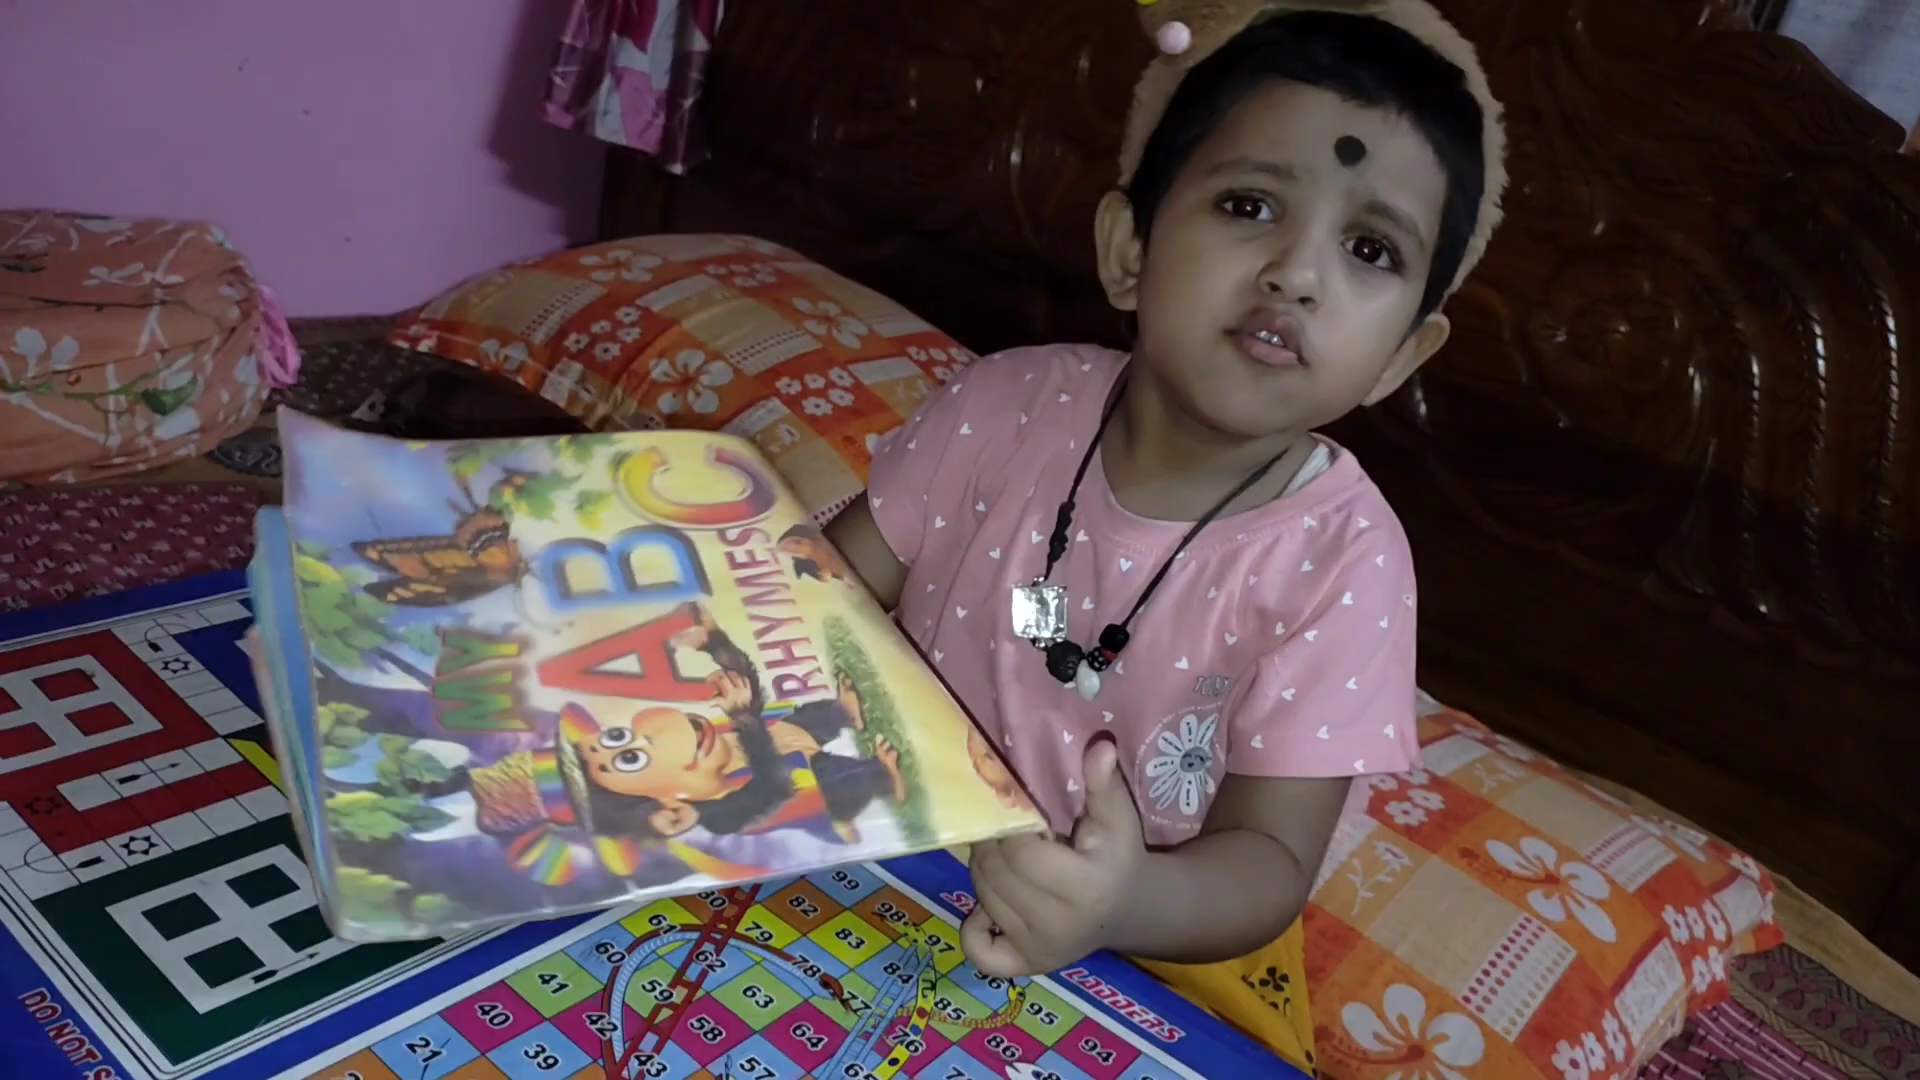 MY
ABC
RHYMES
DO NOT
LADDERS
99
80 82 98 97
61 79 83 84 96
60 62 78 77 85 95
41 59 63 76 86 94
40 42 58 64
21 39 43 57